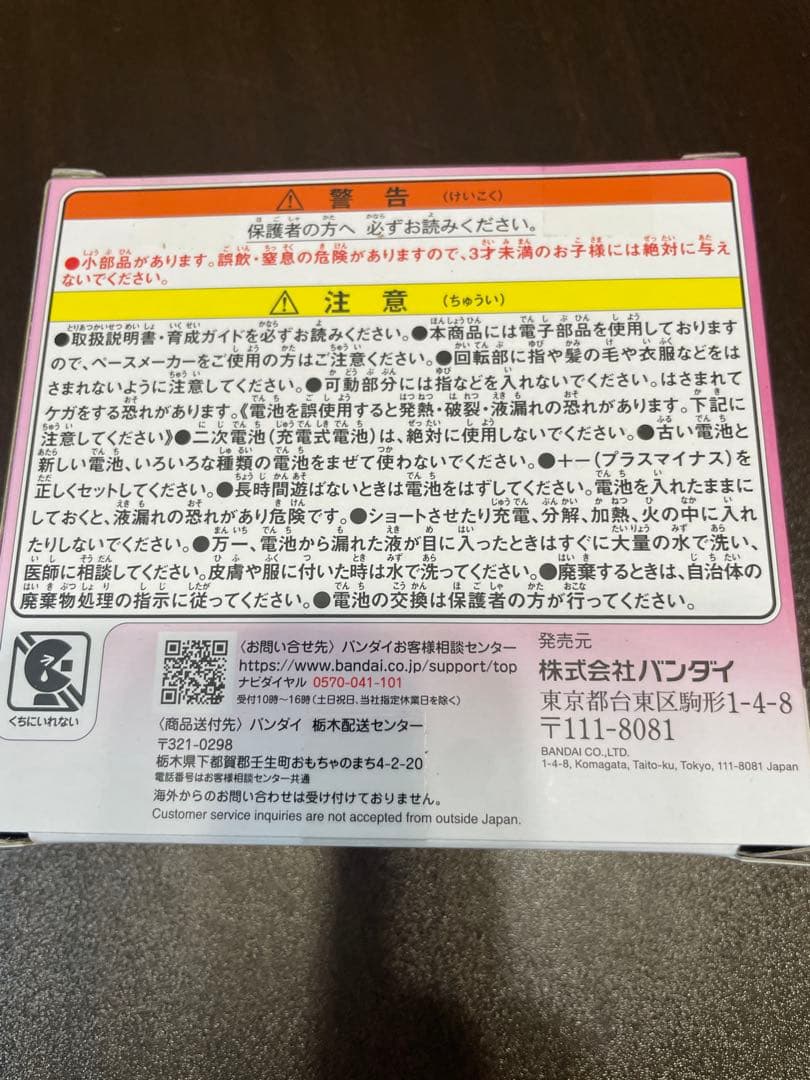 ⚠ 警告 (けいこく)
保護者の方へ 必ずお読みください。
●小部品があります。誤飲・窒息の危険がありますので、3才未満のお子様には絶対に与え
ないでください。
⚠ 注意 (ちゅうい)
●取扱説明書・育成ガイドを必ずお読みください。●本商品には電子部品を使用しております
ので、ペースメーカーをご使用の方はご注意ください。●回転部に指や髪の毛や衣服などをは
さまれないように注意してください。●可動部分には指などを入れないでください。はさまれて
ケガをする恐れがあります。《電池を誤使用すると発熱・破裂・液漏れの恐れがあります。下記に
注意してください》●二次電池(充電式電池)は、絶対に使用しないでください。●古い電池と
新しい電池、いろいろな種類の電池をまぜて使わないでください。●+-(プラスマイナス)を
正しくセットしてください。●長時間遊ばないときは電池をはずしてください。電池を入れたままに
しておくと、液漏れの恐れがあり危険です。●ショートさせたり充電、分解、加熱、火の中に入れ
たりしないでください。●万一、電池から漏れた液が目に入ったときはすぐに大量の水で洗い、
医師に相談してください。皮膚や服に付いた時は水で洗ってください。●廃棄するときは、自治体の
廃棄物処理の指示に従ってください。●電池の交換は保護者の方が行ってください。
くちにいれない
〈お問い合せ先〉バンダイお客様相談センター
https://www.bandai.co.jp/support/top
ナビダイヤル 0570-041-101
受付10時~16時(土日祝日、当社指定休業日を除く)
〈商品送付先〉バンダイ 栃木配送センター
〒321-0298
栃木県下都賀郡壬生町おもちゃのまち4-2-20
電話番号はお客様相談センター共通
海外からのお問い合わせは受け付けておりません。
Customer service inquiries are not accepted from outside Japan.
発売元
株式会社バンダイ
東京都台東区駒形1-4-8
〒111-8081
BANDAI CO.,LTD.
1-4-8, Komagata, Taito-ku, Tokyo, 111-8081 Japan